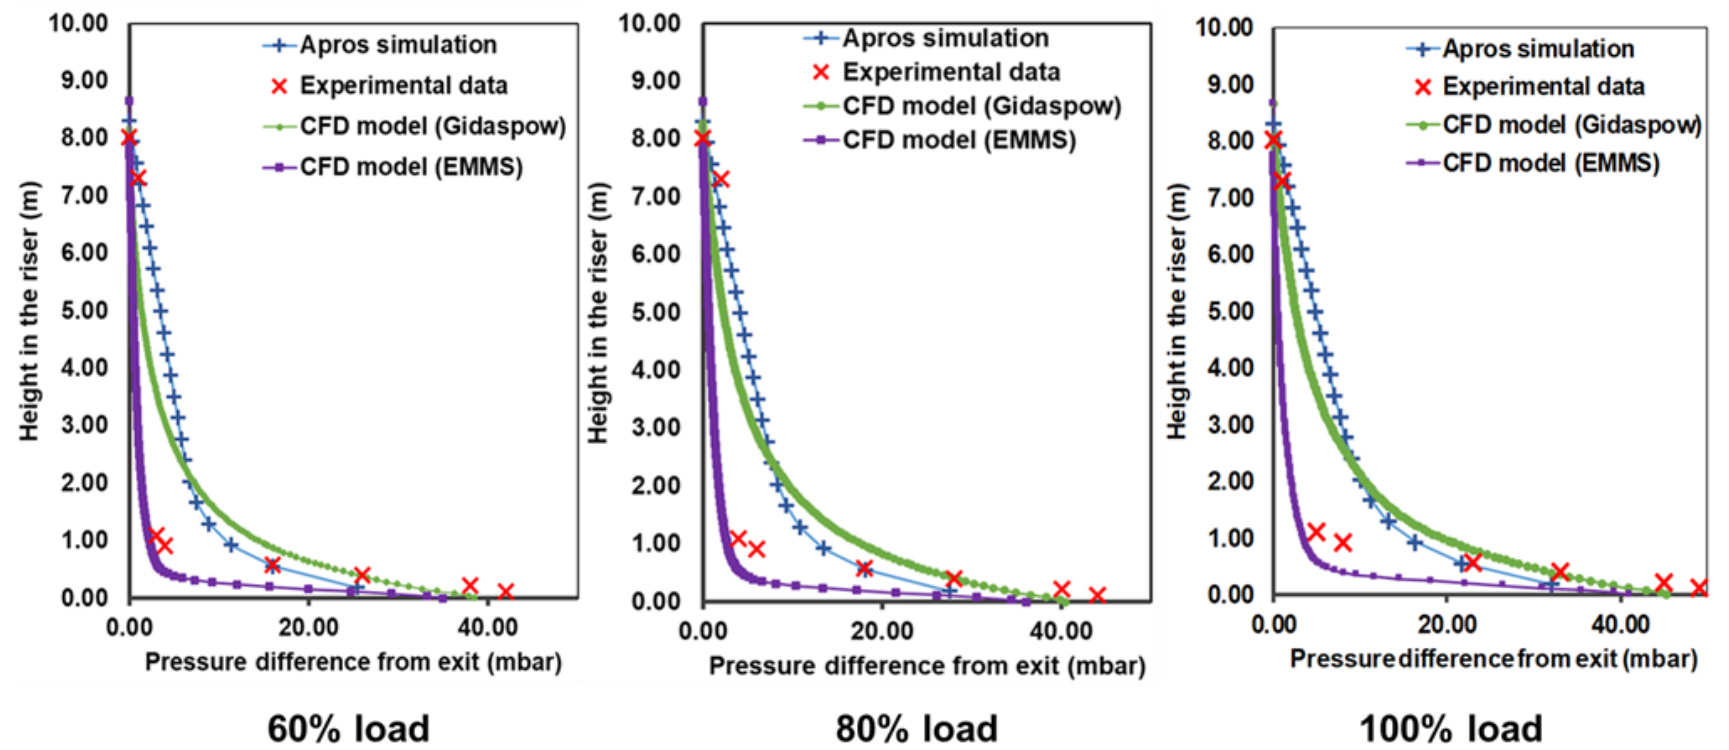 10.00
9.00
8.00
7.00
6.00
5.00
4.00
3.00
2.00
1.00
0.00
Height in the riser (m)
Apros simulation
Experimental data
CFD model (Gidaspow)
CFD model (EMMS)
0.00 20.00 40.00
Pressure difference from exit (mbar)
60% load
10.00
9.00
8.00
7.00
6.00
5.00
4.00
3.00
2.00
1.00
0.00
Height in the riser (m)
Apros simulation
Experimental data
CFD model (Gidaspow)
CFD model (EMMS)
0.00 20.00 40.00
Pressure difference from exit (mbar)
80% load
10.00
9.00
8.00
7.00
6.00
5.00
4.00
3.00
2.00
1.00
0.00
Height in the riser (m)
Apros simulation
Experimental data
CFD model (Gidaspow)
CFD model (EMMS)
0.00 20.00 40.00
Pressure difference from exit (mbar)
100% load